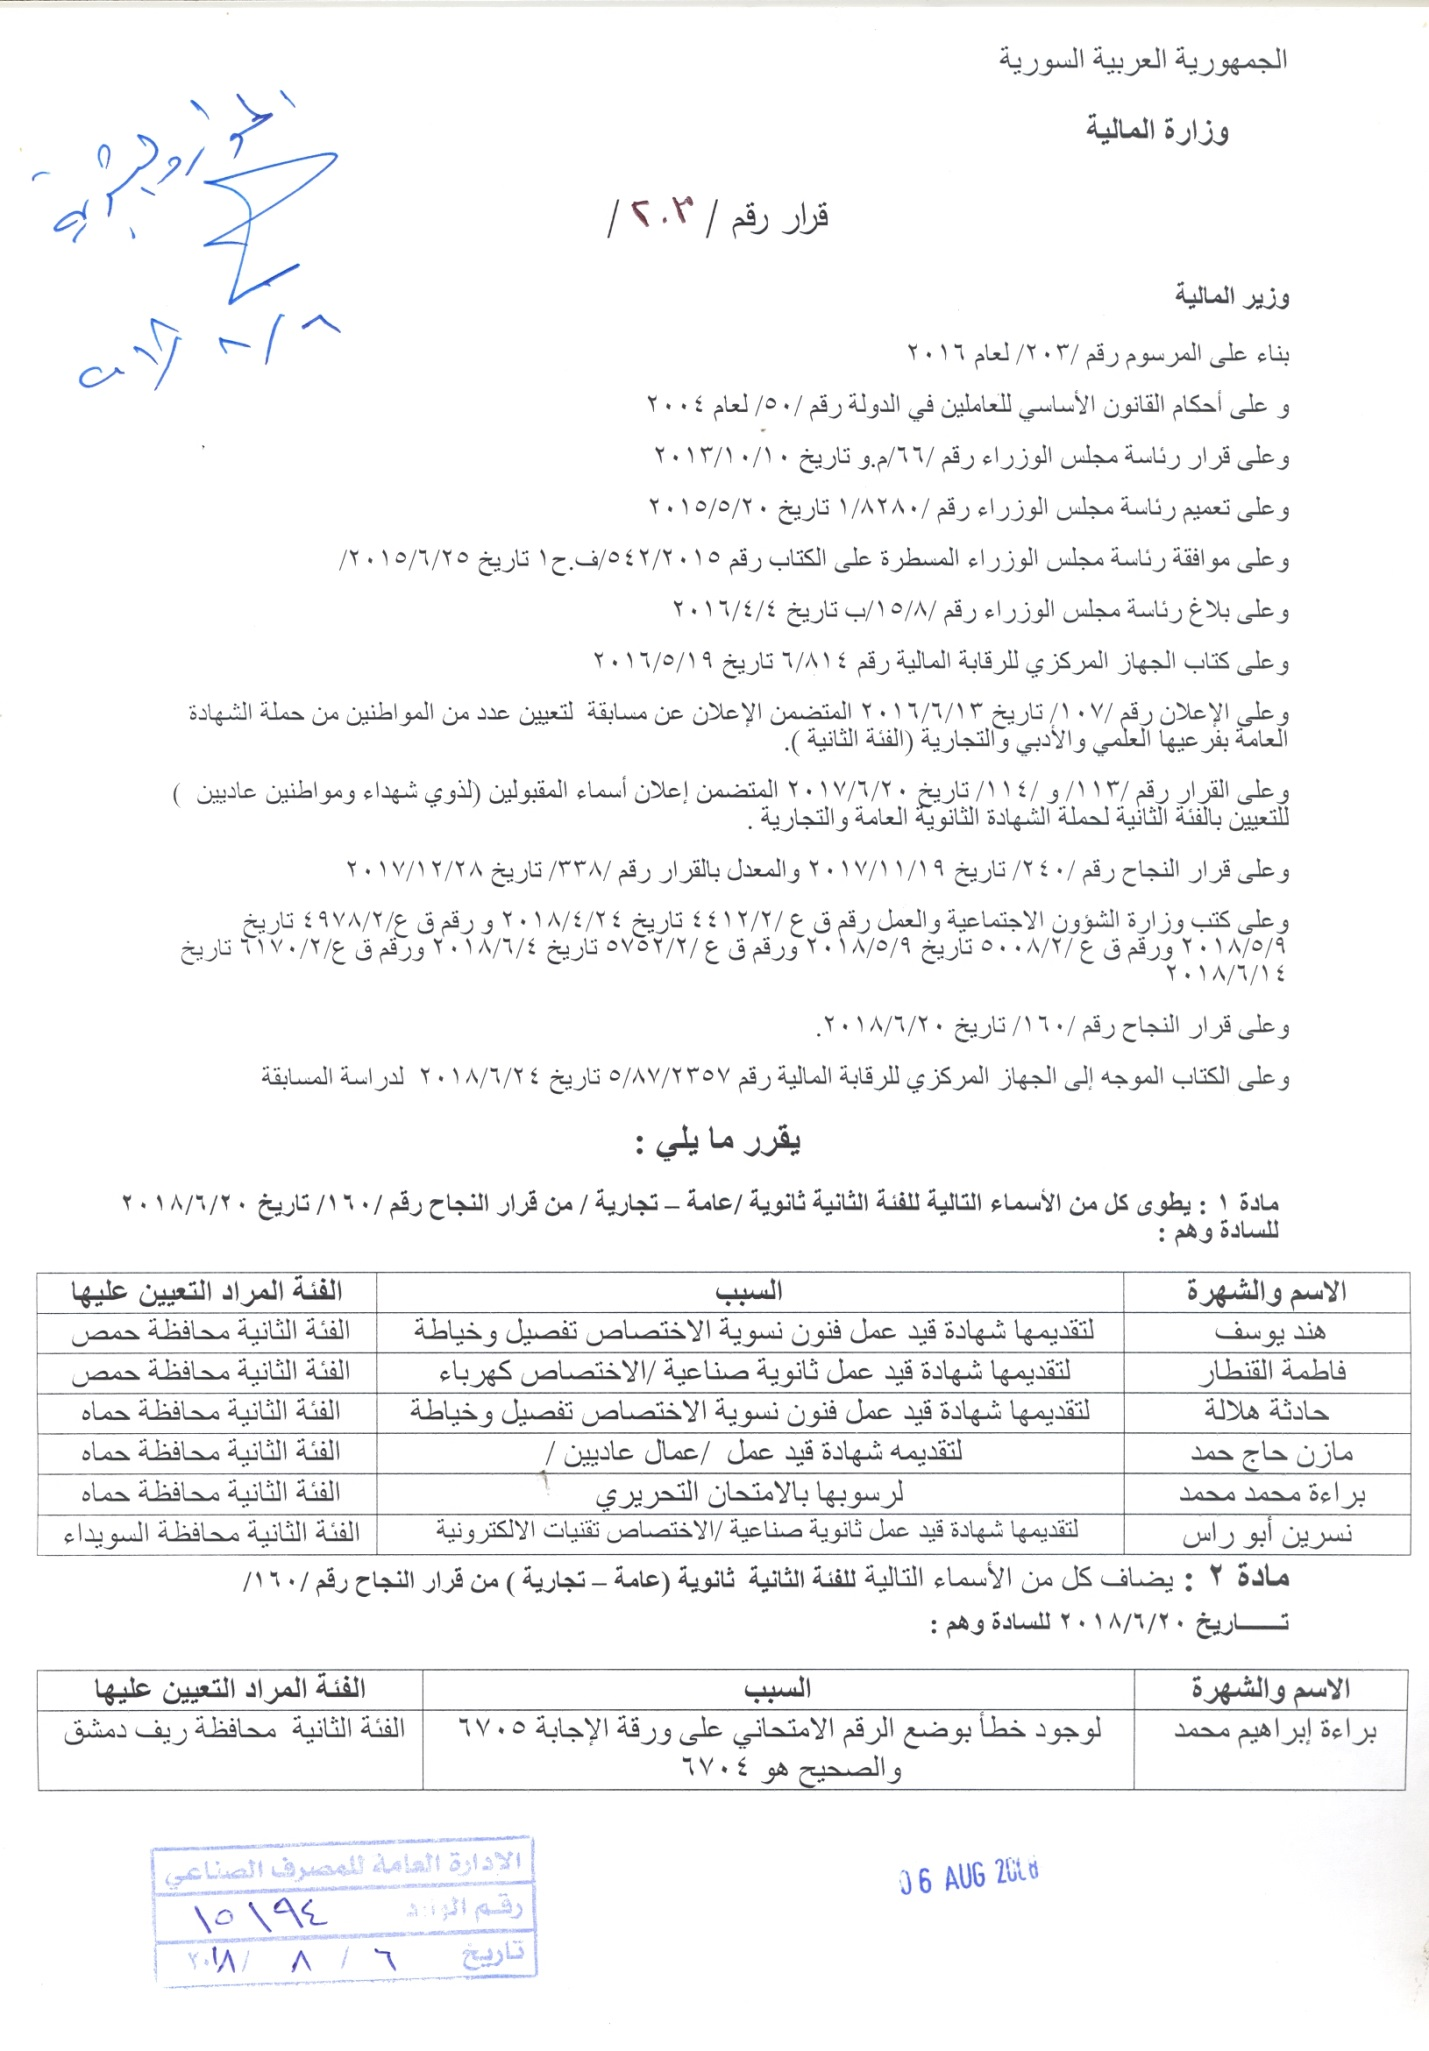 الجمهورية العربية السورية
وزارة المالية
الموارد البشرية
٨/٨
قرار رقم /٢٠٣/
وزير المالية
بناء على المرسوم رقم /٢٠٣/ لعام ٢٠١٦
و على أحكام القانون الأساسي للعاملين في الدولة رقم /٥٠/ لعام ٢٠٠٤
وعلى قرار رئاسة مجلس الوزراء رقم /٦٦/م.و تاريخ ٢٠١٣/١٠/١٠
وعلى تعميم رئاسة مجلس الوزراء رقم /١/٨٢٨٠ تاريخ ٢٠١٥/٥/٢٠
وعلى موافقة رئاسة مجلس الوزراء المسطرة على الكتاب رقم ٥٤٢/٢٠١٥/ف.ح١ تاريخ ٢٠١٥/٦/٢٥/
وعلى بلاغ رئاسة مجلس الوزراء رقم /١٥/٨/ب تاريخ ٢٠١٦/٤/٤
وعلى كتاب الجهاز المركزي للرقابة المالية رقم ٦/٨١٤ تاريخ ٢٠١٦/٥/١٩
وعلى الإعلان رقم /١٠٧/ تاريخ ٢٠١٦/٦/١٣ المتضمن الإعلان عن مسابقة لتعيين عدد من المواطنين من حملة الشهادة
العامة بفرعيها العلمي والأدبي والتجارية (الفئة الثانية ).
وعلى القرار رقم /١١٣/ و /١١٤/ تاريخ ٢٠١٧/٦/٢٠ المتضمن إعلان أسماء المقبولين (لذوي شهداء ومواطنين عاديين )
للتعيين بالفئة الثانية لحملة الشهادة الثانوية العامة والتجارية .
وعلى قرار النجاح رقم /٢٤٠/ تاريخ ٢٠١٧/١١/١٩ والمعدل بالقرار رقم /٣٣٨/ تاريخ ٢٠١٧/١٢/٢٨
وعلى كتب وزارة الشؤون الاجتماعية والعمل رقم ق ع /٤٤١٢/٢ تاريخ ٢٠١٨/٤/٢٤ و رقم ق ع/٤٩٧٨/٢ تاريخ
٢٠١٨/٥/٩ ورقم ق ع /٥٠٠٨/٢ تاريخ ٢٠١٨/٥/٩ ورقم ق ع /٥٧٥٢/٢ تاريخ ٢٠١٨/٦/٤ ورقم ق ع/٦١٧٠/٢ تاريخ
٢٠١٨/٦/١٤
وعلى قرار النجاح رقم /١٦٠/ تاريخ ٢٠١٨/٦/٢٠.
وعلى الكتاب الموجه إلى الجهاز المركزي للرقابة المالية رقم ٥/٨٧/٢٣٥٧ تاريخ ٢٠١٨/٦/٢٤ لدراسة المسابقة
يقرر ما يلي :
مادة ١ : يطوى كل من الأسماء التالية للفئة الثانية ثانوية /عامة – تجارية / من قرار النجاح رقم /١٦٠/ تاريخ ٢٠١٨/٦/٢٠
للسادة وهم :
الاسم والشهرة السبب الفئة المراد التعيين عليها
هند يوسف لتقديمها شهادة قيد عمل فنون نسوية الاختصاص تفصيل وخياطة الفئة الثانية محافظة حمص
فاطمة القنطار لتقديمها شهادة قيد عمل ثانوية صناعية /الاختصاص كهرباء الفئة الثانية محافظة حمص
حادثة هلالة لتقديمها شهادة قيد عمل فنون نسوية الاختصاص تفصيل وخياطة الفئة الثانية محافظة حماه
مازن حاج حمد لتقديمه شهادة قيد عمل /عمال عاديين / الفئة الثانية محافظة حماه
براءة محمد محمد لرسوبها بالامتحان التحريري الفئة الثانية محافظة حماه
نسرين أبو راس لتقديمها شهادة قيد عمل ثانوية صناعية /الاختصاص تقنيات الالكترونية الفئة الثانية محافظة السويداء
مادة ٢ : يضاف كل من الأسماء التالية للفئة الثانية ثانوية (عامة – تجارية ) من قرار النجاح رقم /١٦٠/
تـــــاريخ ٢٠١٨/٦/٢٠ للسادة وهم :
الاسم والشهرة السبب الفئة المراد التعيين عليها
براءة إبراهيم محمد لوجود خطأ بوضع الرقم الامتحاني على ورقة الإجابة ٦٧٠٥ الفئة الثانية محافظة ريف دمشق
والصحيح هو ٦٧٠٤
06 AUG
الادارة العامة للمصرف الصناعي
رقم الوارد ١٥١٩٤
تاريخ ٦ / ٨ / ٢٠١٨